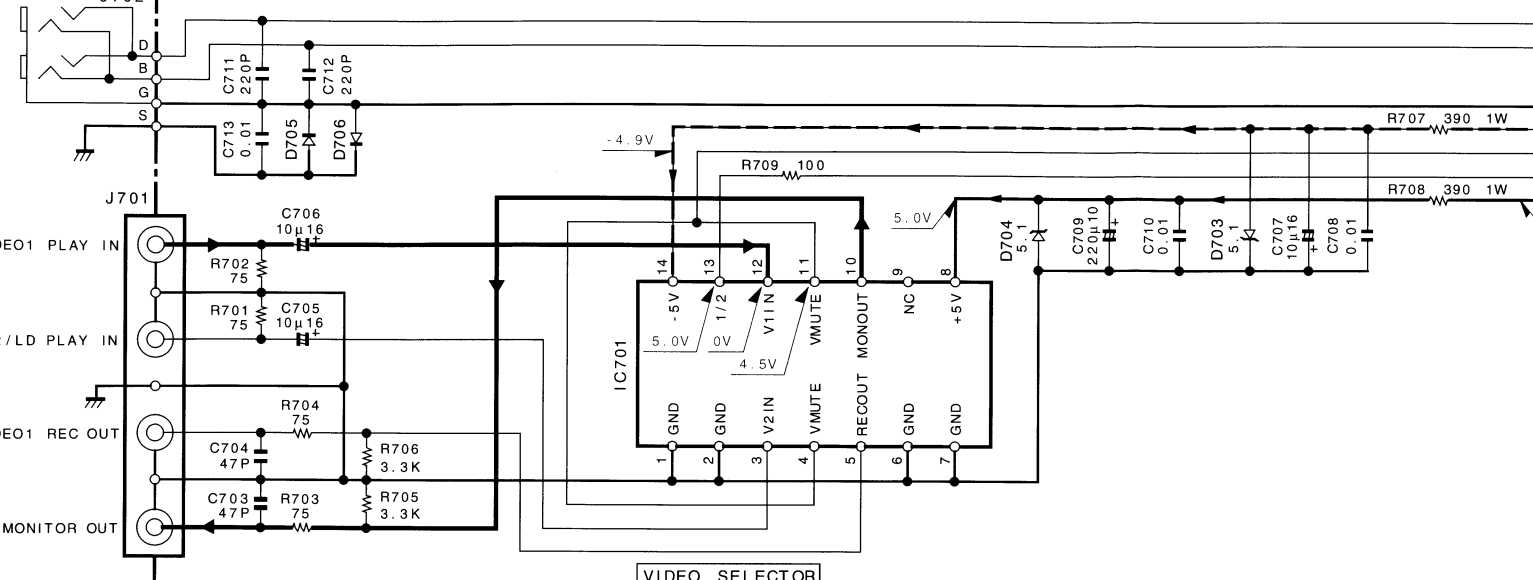 D
B
G
S
C711
220P
C712
220P
C713
0.01
D705
D706
-4.9V
R709 100
R707 390 1W
R708 390 1W
5.0V
D704
5.1
C709
220μ10
+
C710
0.01
D703
5.1
C707
10μ16
+
C708
0.01
J701
C706
10μ16
+
PLAY IN
R702
75
R701
75
C705
10μ16
+
/LD PLAY IN
14
13
12
11
10
9
8
-5V
1/2
V1IN
VMUTE
MONOUT
NC
+5V
5.0V
0V
4.5V
IC701
GND
GND
V2IN
VMUTE
RECOUT
GND
GND
1
2
3
4
5
6
7
REC OUT
R704
75
C704
47P
R706
3.3K
C703
47P
R703
75
R705
3.3K
MONITOR OUT
VIDEO SELECTOR